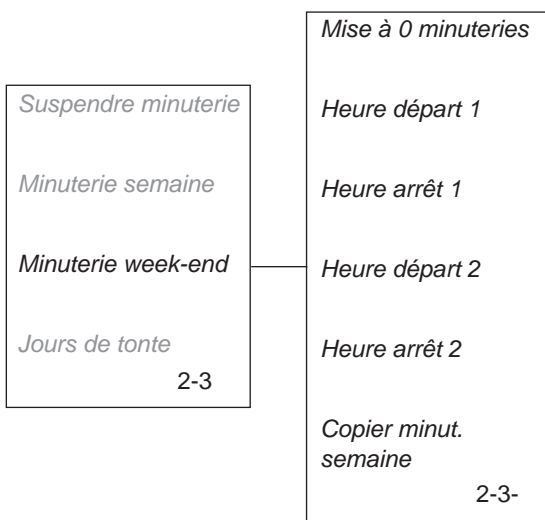 Suspendre minuterie
Minuterie semaine
Minuterie week-end
Jours de tonte
2-3
Mise à 0 minuteries
Heure départ 1
Heure arrêt 1
Heure départ 2
Heure arrêt 2
Copier minut.
semaine
2-3-